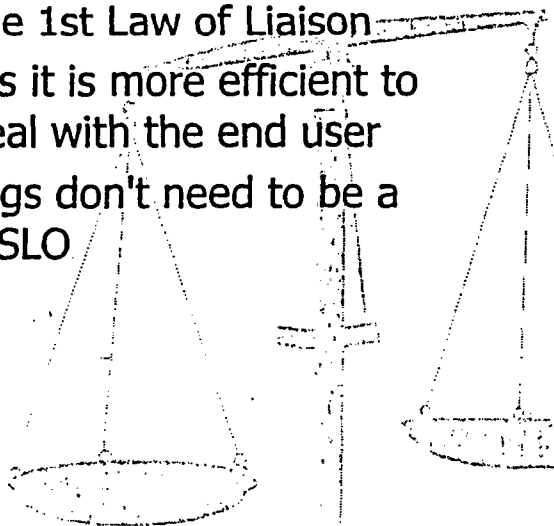 e 1st Law of Liaison
s it is more efficient to
eal with the end user
gs don't need to be a
SLO